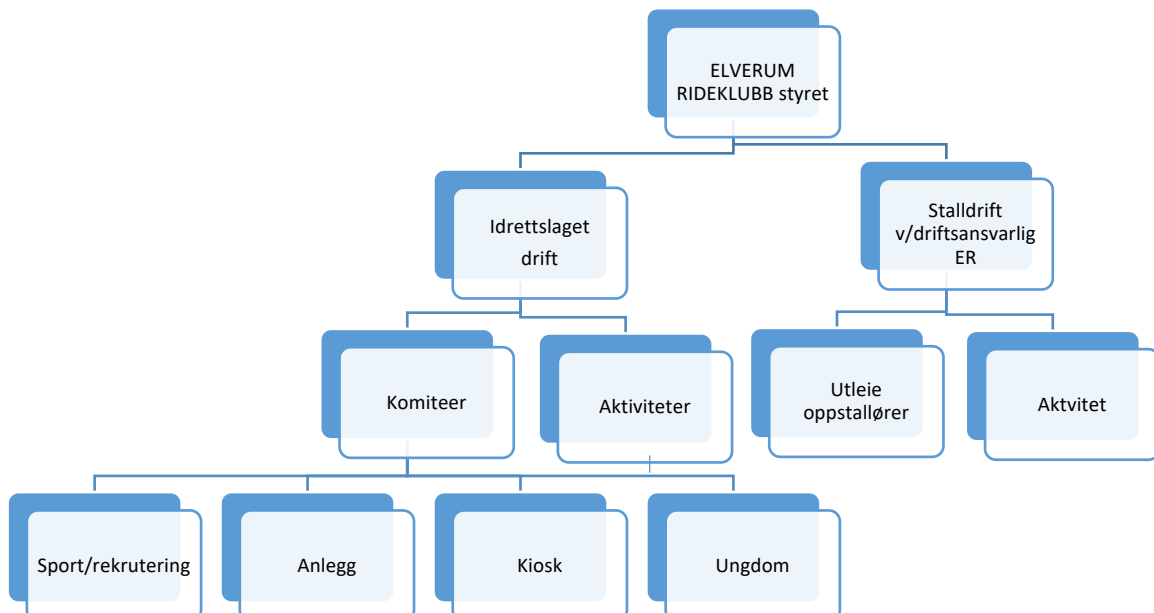 ELVERUM
RIDEKLUBB styret
Idrettslaget
drift
Stalldrift
v/driftsansvarlig
ER
Komiteer
Aktiviteter
Utleie
oppstallører
Aktvitet
Sport/rekrutering
Anlegg
Kiosk
Ungdom